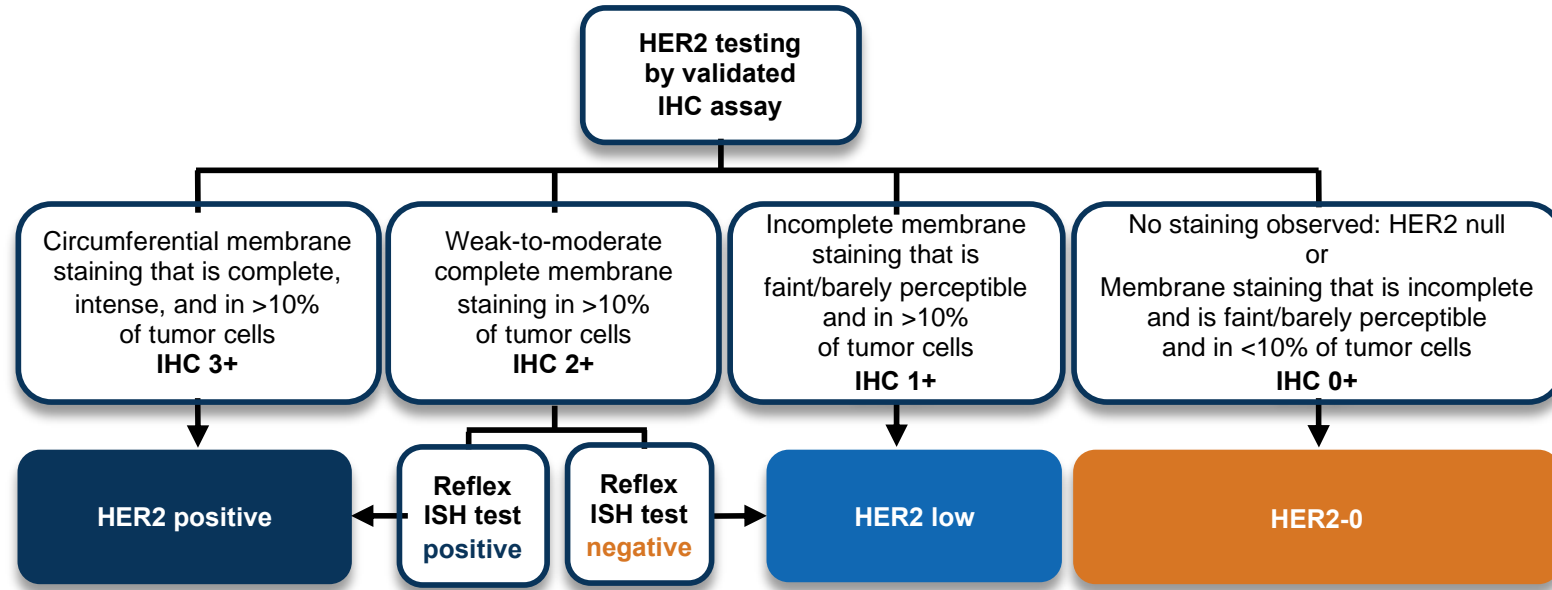 HER2 testing
by validated
IHC assay
Circumferential membrane
staining that is complete,
intense, and in >10%
of tumor cells
IHC 3+
Weak-to-moderate
complete membrane
staining in >10%
of tumor cells
IHC 2+
Incomplete membrane
staining that is
faint/barely perceptible
and in >10%
of tumor cells
IHC 1+
No staining observed: HER2 null
or
Membrane staining that is incomplete
and is faint/barely perceptible
and in <10% of tumor cells
IHC 0+
HER2 positive
Reflex
ISH test
positive
Reflex
ISH test
negative
HER2 low
HER2-0